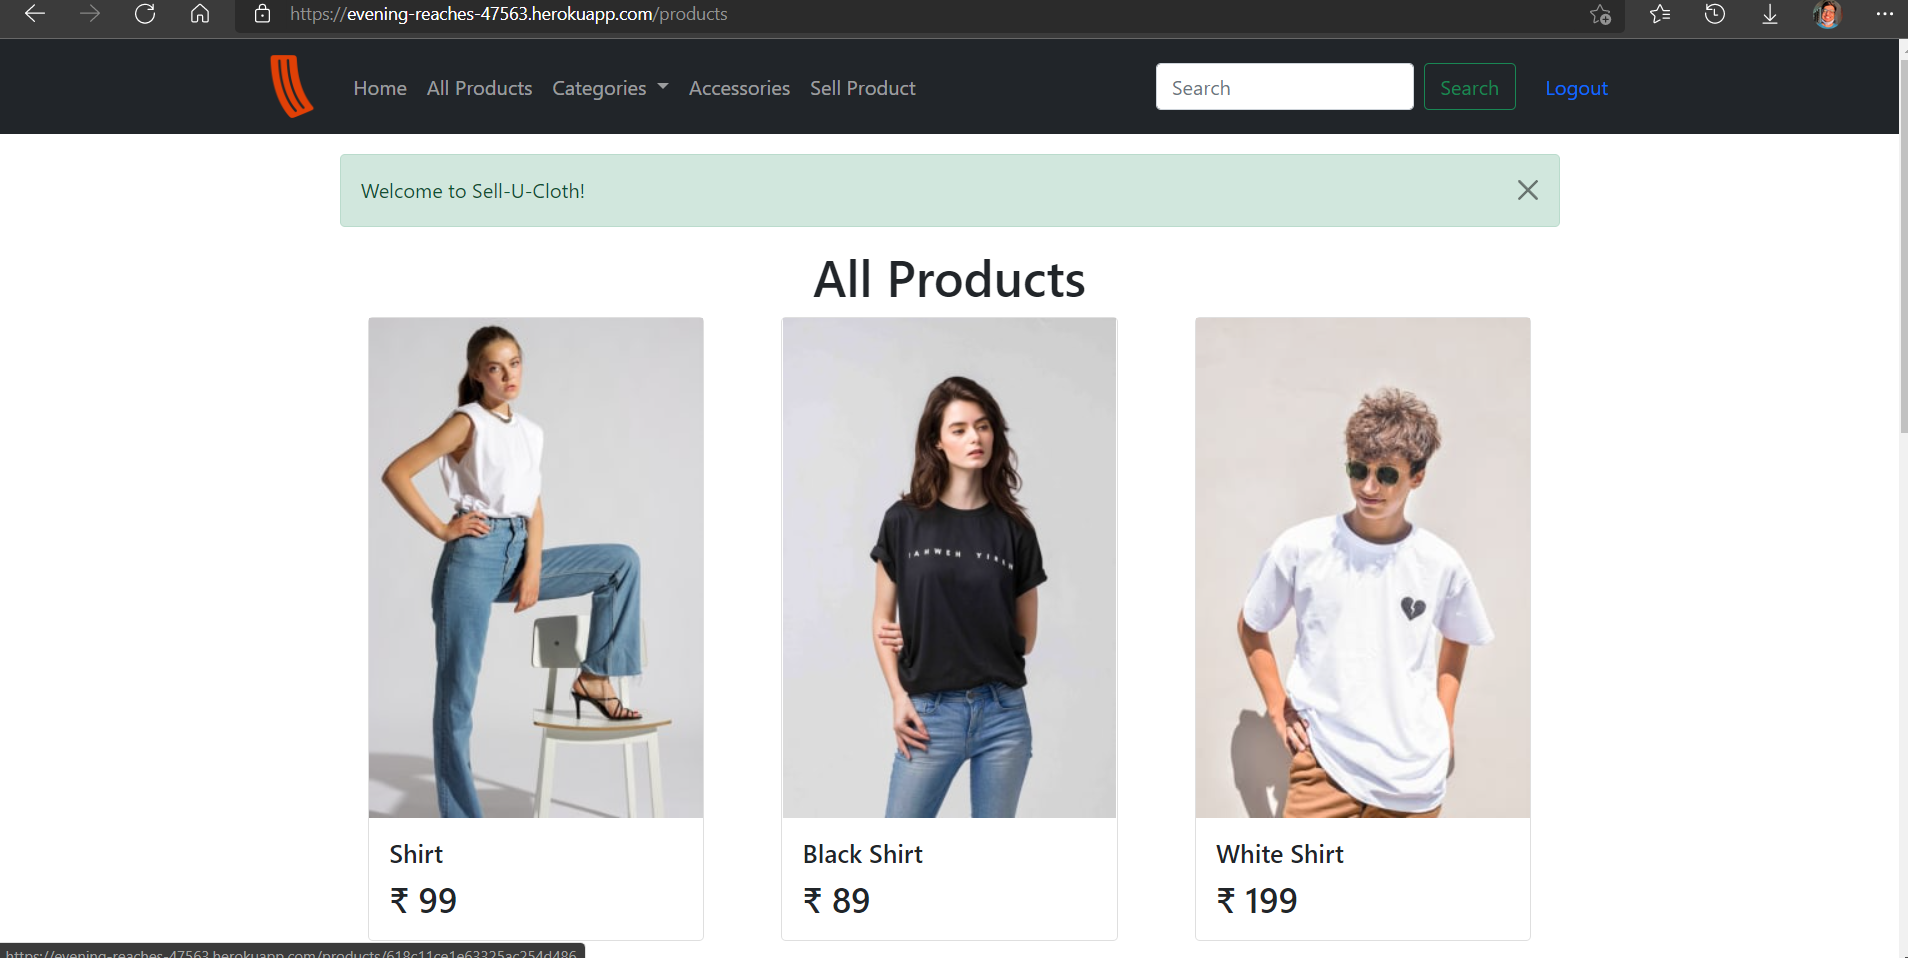 https://evening-reaches-47563.herokuapp.com/products
Home All Products Categories Accessories Sell Product Search Search Logout
Welcome to Sell-U-Cloth!
All Products
IAHWEH
Shirt Black Shirt White Shirt
₹ 99 ₹ 89 ₹ 199
https://evening-reaches-47563.herokuapp.com/products/618c11ce1e63325ac254d486